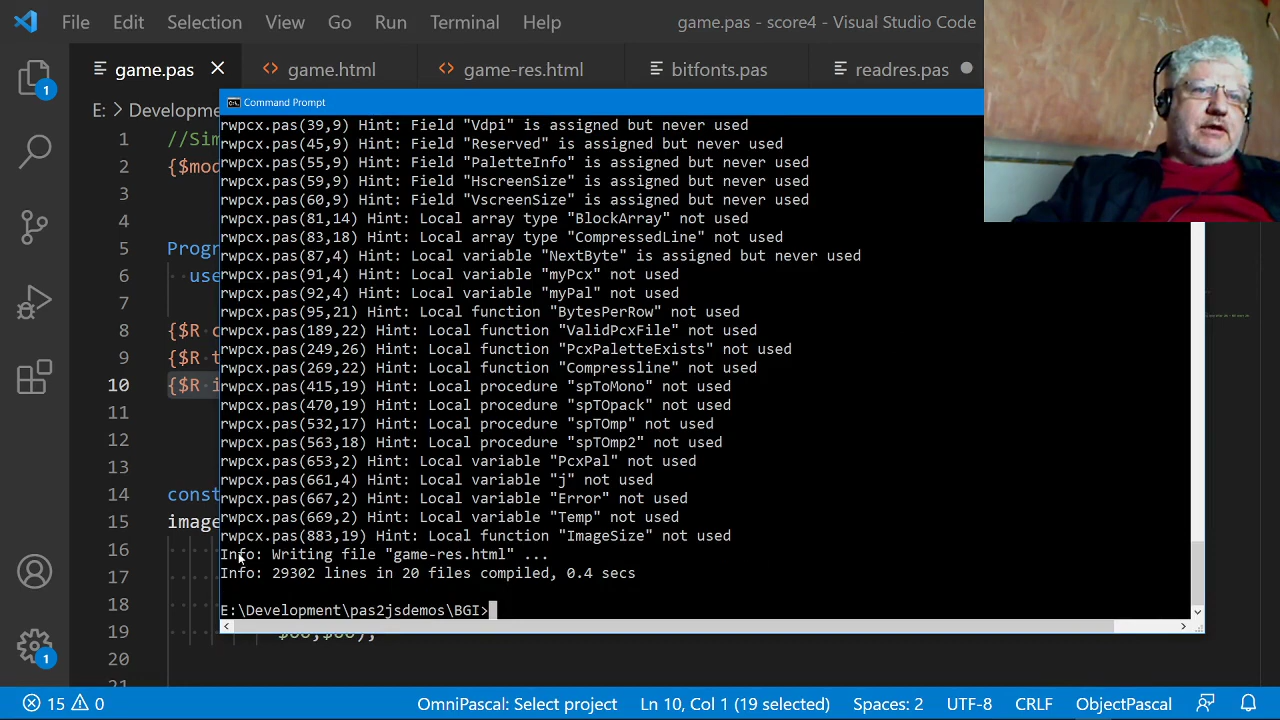 File Edit Selection View Go Run Terminal Help game.pas - score4 - Visual Studio Code
game.pas game.html game-res.html bitfonts.pas readres.pas
E: > Developme
Command Prompt
1 //Sim
2 {$mod
3
4
5 Progr
6 use
7
8 {$R c
9 {$R t
10 {$R i
11
12
13
14 const
15 imag
16
17
18
19 $00,$00);
20
21
rwpcx.pas(39,9) Hint: Field "Vdpi" is assigned but never used
rwpcx.pas(45,9) Hint: Field "Reserved" is assigned but never used
rwpcx.pas(55,9) Hint: Field "PaletteInfo" is assigned but never used
rwpcx.pas(59,9) Hint: Field "HscreenSize" is assigned but never used
rwpcx.pas(60,9) Hint: Field "VscreenSize" is assigned but never used
rwpcx.pas(81,14) Hint: Local array type "BlockArray" not used
rwpcx.pas(83,18) Hint: Local array type "CompressedLine" not used
rwpcx.pas(87,4) Hint: Local variable "NextByte" is assigned but never used
rwpcx.pas(91,4) Hint: Local variable "myPcx" not used
rwpcx.pas(92,4) Hint: Local variable "myPal" not used
rwpcx.pas(95,21) Hint: Local function "BytesPerRow" not used
rwpcx.pas(189,22) Hint: Local function "ValidPcxFile" not used
rwpcx.pas(249,26) Hint: Local function "PcxPaletteExists" not used
rwpcx.pas(269,22) Hint: Local function "Compressline" not used
rwpcx.pas(415,19) Hint: Local procedure "spToMono" not used
rwpcx.pas(470,19) Hint: Local procedure "spTOpack" not used
rwpcx.pas(532,17) Hint: Local procedure "spTOmp" not used
rwpcx.pas(563,18) Hint: Local procedure "spTOmp2" not used
rwpcx.pas(653,2) Hint: Local variable "PcxPal" not used
rwpcx.pas(661,4) Hint: Local variable "j" not used
rwpcx.pas(667,2) Hint: Local variable "Error" not used
rwpcx.pas(669,2) Hint: Local variable "Temp" not used
rwpcx.pas(883,19) Hint: Local function "ImageSize" not used
Info: Writing file "game-res.html" ...
Info: 29302 lines in 20 files compiled, 0.4 secs
E:\Development\pas2jsdemos\BGI>
1
1
15 0 OmniPascal: Select project Ln 10, Col 1 (19 selected) Spaces: 2 UTF-8 CRLF ObjectPascal